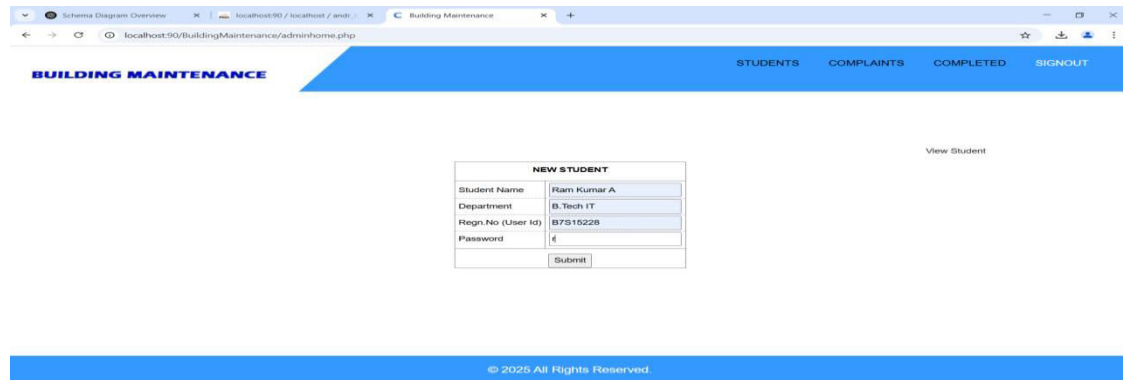 Schema Diagram Overview
localhost:90 / localhost / andr_
Building Maintenance
localhost:90/BuildingMaintenance/adminhome.php
BUILDING MAINTENANCE
STUDENTS COMPLAINTS COMPLETED SIGNOUT
View Student
NEW STUDENT
Student Name Ram Kumar A
Department B.Tech IT
Regn.No (User Id) B7S15228
Password r
Submit
© 2025 All Rights Reserved.